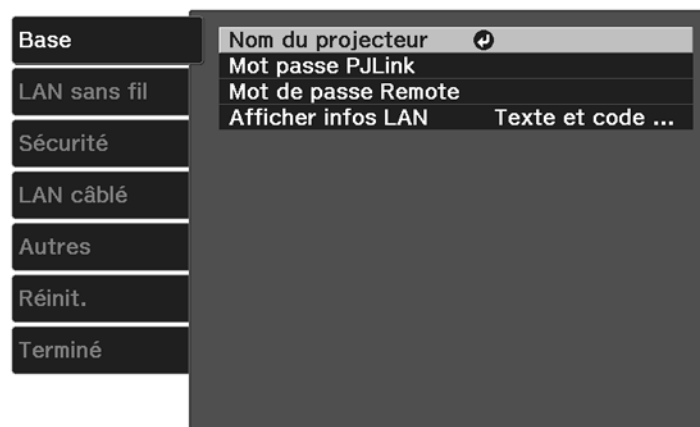 Base
LAN sans fil
Sécurité
LAN câblé
Autres
Réinit.
Terminé
Nom du projecteur
Mot passe PJLink
Mot de passe Remote
Afficher infos LAN Texte et code ...